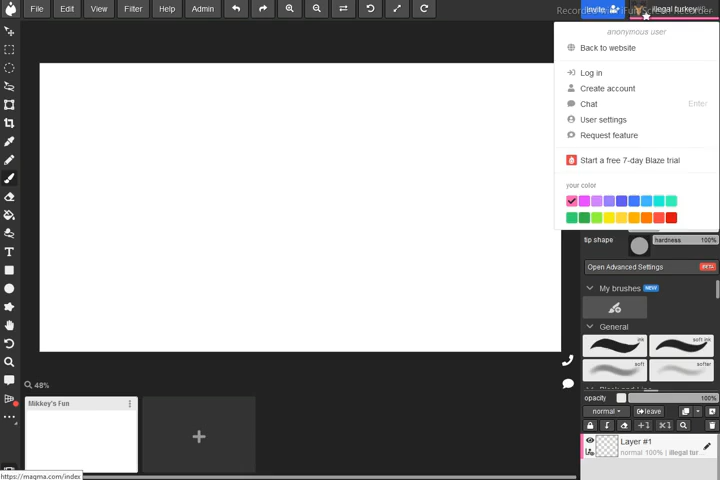 File Edit View Filter Help Admin
Invite illegal turkey
anonymous user
Back to website
Log in
Create account
Chat Enter
User settings
Request feature
Start a free 7-day Blaze trial
your color
tip shape hardness 100%
Open Advanced Settings BETA
My brushes NEW
General
ink soft ink
soft softer
48%
opacity 100%
Mikkey's Fun
normal leave
Layer #1
normal 100% | illegal tur...
https://magma.com/index